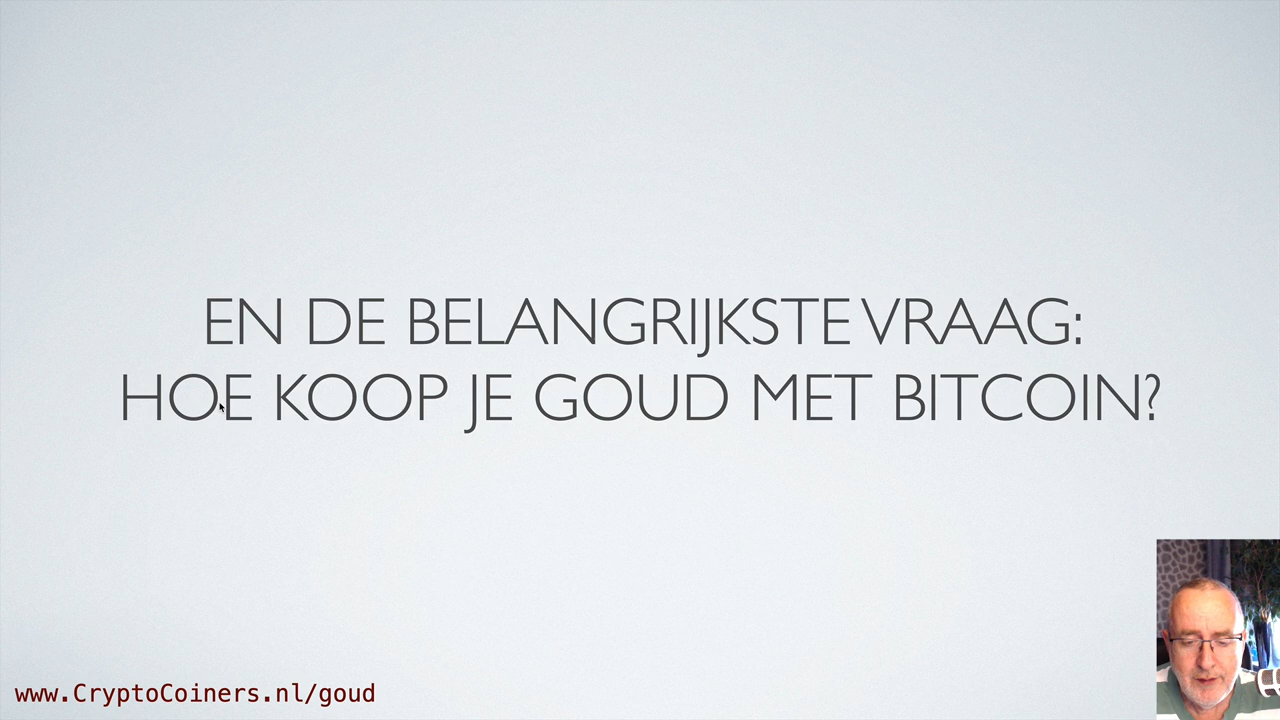 EN DE BELANGRIJKSTE VRAAG:
HOE KOOP JE GOUD MET BITCOIN?
www.CryptoCoiners.nl/goud